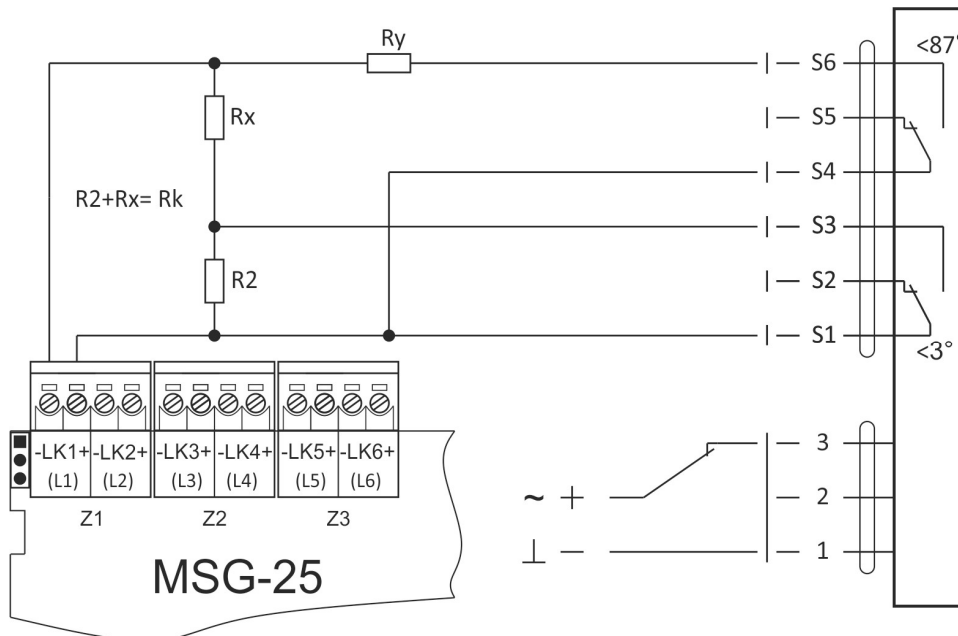 Ry
S6
<87°
Rx
S5
S4
R2+Rx= Rk
S3
R2
S2
S1
<3°
-LK1+ -LK2+ -LK3+ -LK4+ -LK5+ -LK6+
(L1) (L2) (L3) (L4) (L5) (L6)
Z1 Z2 Z3
MSG-25
3
~ + 2
⊥ − 1